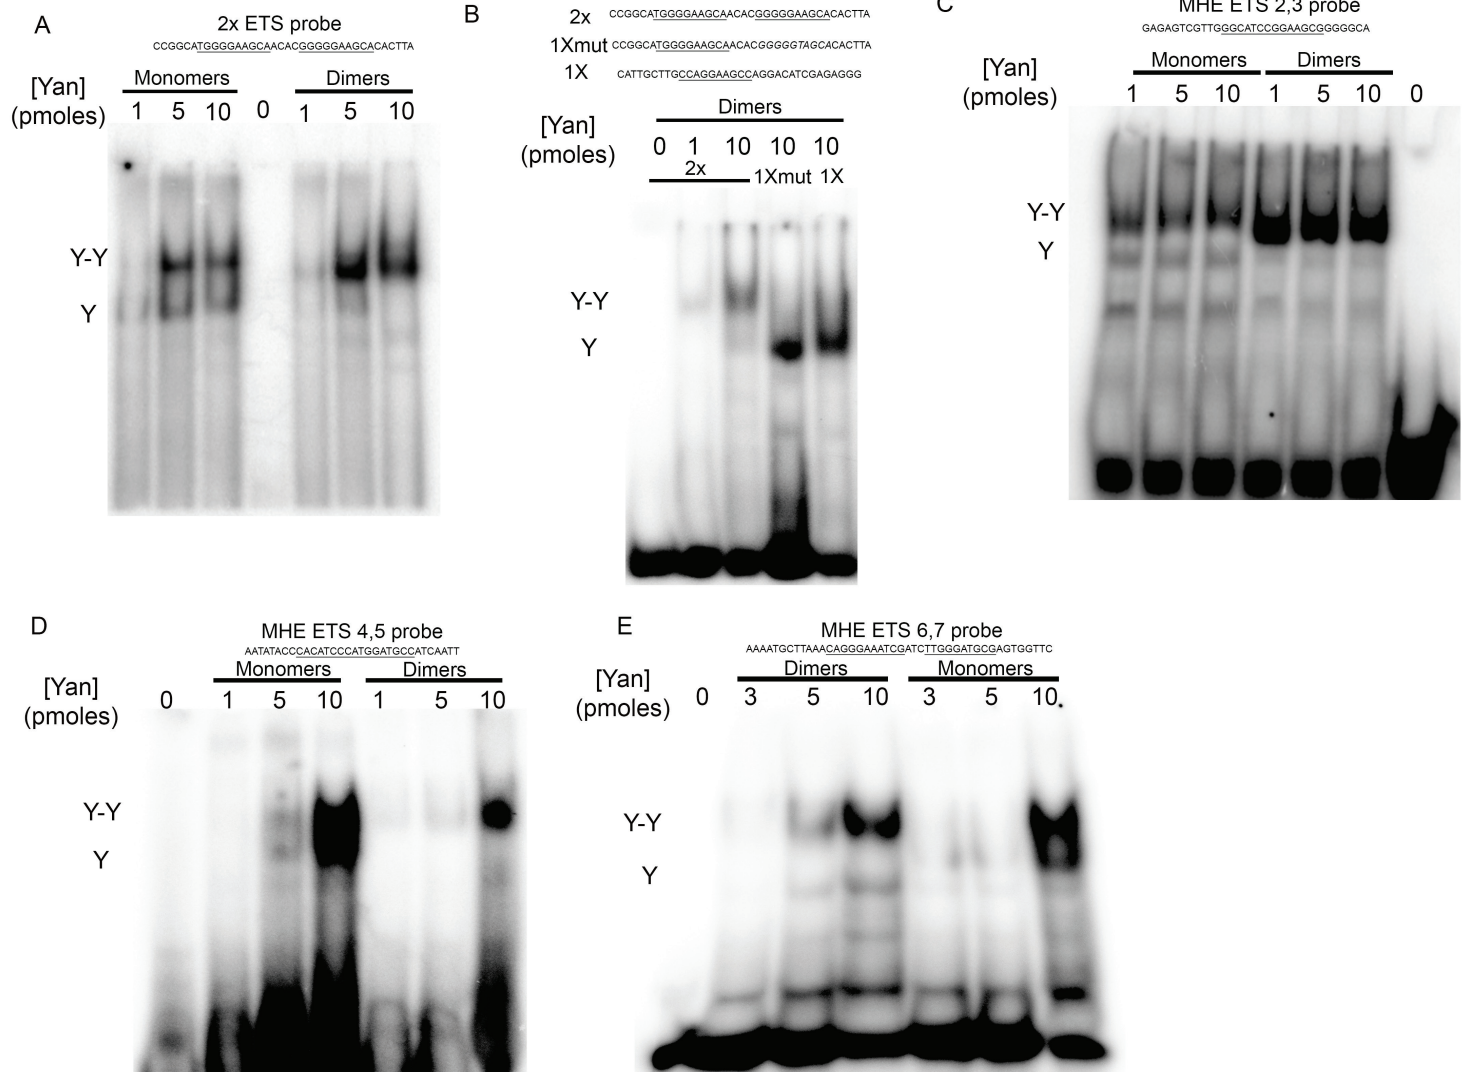 A
2x ETS probe
CCGGCATGGGGAAGCAACACGGGGGAAGCACACTTA
[Yan]
(pmoles)
Monomers Dimers
1 5 10 0 1 5 10
Y-Y
Y
B
2x CCGGCATGGGGAAGCAACACGGGGGAAGCACACTTA
1Xmut CCGGCATGGGGAAGCAACACGGGGGTAGCACACTTA
1X CATTGCTTGCCAGGAAGCCAGGACATCGAGAGGG
Dimers
[Yan]
(pmoles)
0 1 10 10 10
2x 1Xmut 1X
Y-Y
Y
C
MHE ETS 2,3 probe
GAGAGTCGTTGGGCATCCGGAAGCGGGGGCA
[Yan]
(pmoles)
Monomers Dimers
1 5 10 1 5 10 0
Y-Y
Y
D
MHE ETS 4,5 probe
AATATACCCACATCCCATGGATGCCATCAATT
[Yan]
(pmoles)
Monomers Dimers
0 1 5 10 1 5 10
Y-Y
Y
E
MHE ETS 6,7 probe
AAAATGCTTAAACAGGGAAATCGATCTTGGGATGCGAGTGGTTC
[Yan]
(pmoles)
Dimers Monomers
0 3 5 10 3 5 10
Y-Y
Y